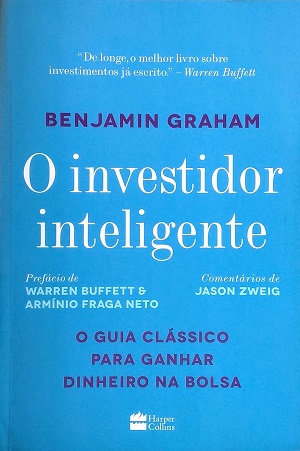 “De longe, o melhor livro sobre
investimentos já escrito.” – Warren Buffett
BENJAMIN GRAHAM
O investidor
inteligente
Prefácio de
WARREN BUFFETT &
ARMÍNIO FRAGA NETO
Comentários de
JASON ZWEIG
O GUIA CLÁSSICO
PARA GANHAR
DINHEIRO NA BOLSA
Harper
Collins